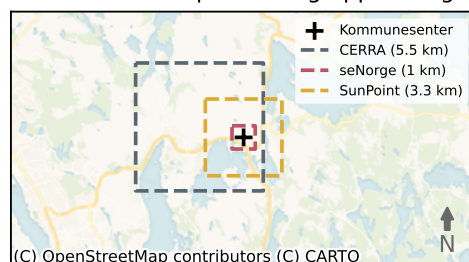 Kommunesenter
CERRA (5.5 km)
seNorge (1 km)
SunPoint (3.3 km)
N
(C) OpenStreetMap contributors (C) CARTO